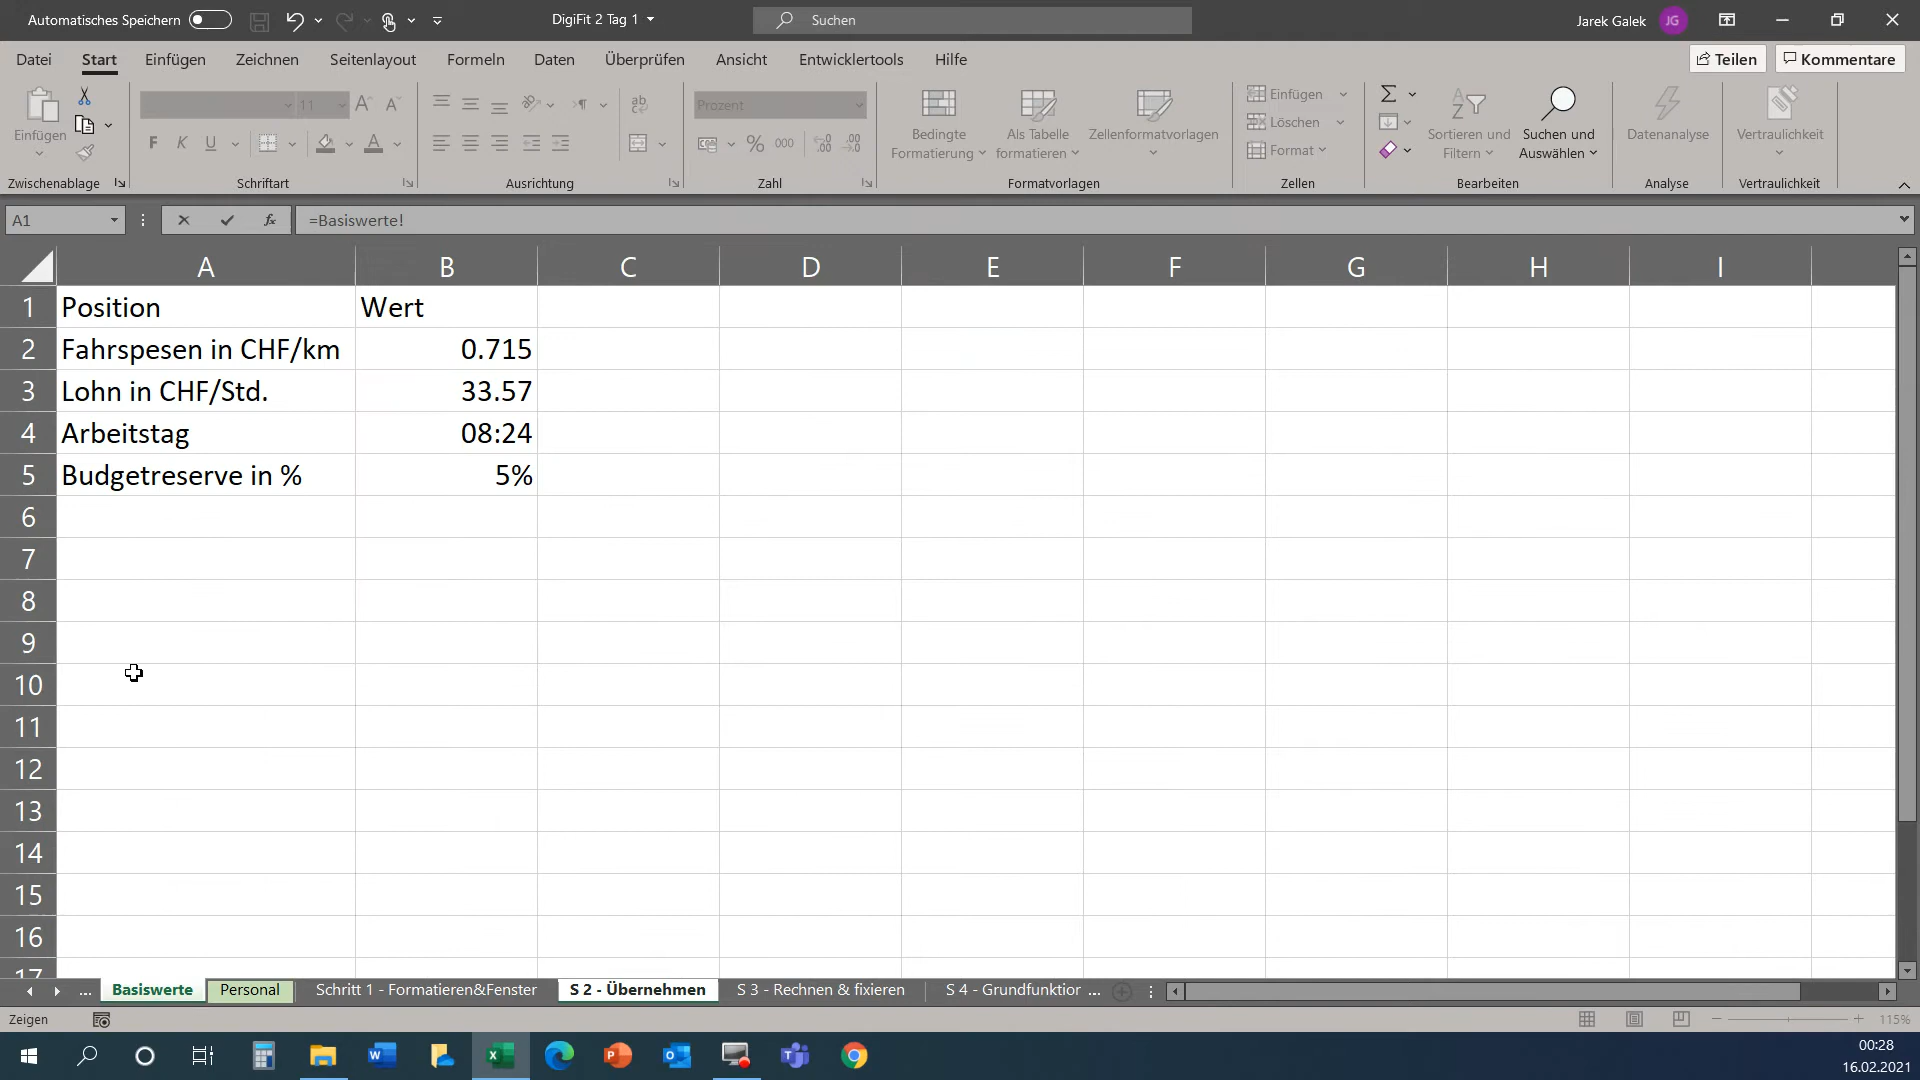 Automatisches Speichern
DigiFit 2 Tag 1
Suchen
Jarek Galek
JG
Datei
Start
Einfügen
Zeichnen
Seitenlayout
Formeln
Daten
Überprüfen
Ansicht
Entwicklertools
Hilfe
Teilen
Kommentare
Einfügen
Zwischenablage
11
F K U
Schriftart
ab
Ausrichtung
Prozent
% 000
Zahl
Bedingte
Formatierung
Als Tabelle
formatieren
Zellenformatvorlagen
Formatvorlagen
Einfügen
Löschen
Format
Zellen
Sortieren und
Filtern
Suchen und
Auswählen
Bearbeiten
Datenanalyse
Analyse
Vertraulichkeit
Vertraulichkeit
A1
fx
=Basiswerte!
A B C D E F G H I
1 Position Wert
2 Fahrspesen in CHF/km 0.715
3 Lohn in CHF/Std. 33.57
4 Arbeitstag 08:24
5 Budgetreserve in % 5%
6
7
8
9
10
11
12
13
14
15
16
17
... Basiswerte Personal Schritt 1 - Formatieren&Fenster S 2 - Übernehmen S 3 - Rechnen & fixieren S 4 - Grundfunktior ...
Zeigen
115%
00:28
16.02.2021